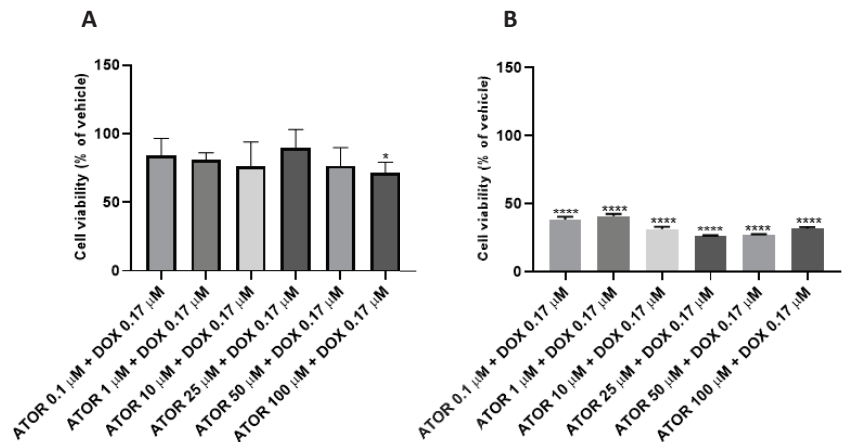 A
Cell viability (% of vehicle)
150
100
50
0
*
ATOR 0.1 µM + DOX 0.17 µM
ATOR 1 µM + DOX 0.17 µM
ATOR 10 µM + DOX 0.17 µM
ATOR 25 µM + DOX 0.17 µM
ATOR 50 µM + DOX 0.17 µM
ATOR 100 µM + DOX 0.17 µM
B
Cell viability (% of vehicle)
150
100
50
0
****
****
****
****
****
****
ATOR 0.1 µM + DOX 0.17 µM
ATOR 1 µM + DOX 0.17 µM
ATOR 10 µM + DOX 0.17 µM
ATOR 25 µM + DOX 0.17 µM
ATOR 50 µM + DOX 0.17 µM
ATOR 100 µM + DOX 0.17 µM